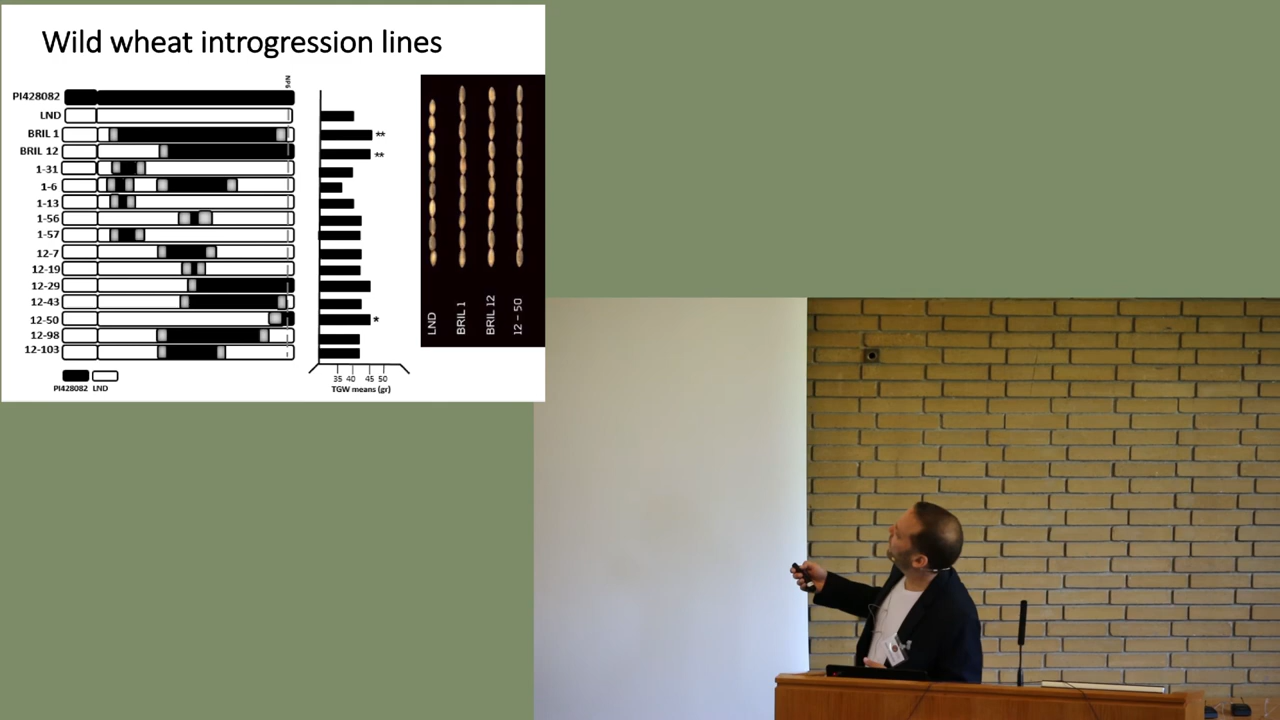 Wild wheat introgression lines
NP6
PI428082
LND
BRIL 1
**
BRIL 12
**
1-31
1-6
1-13
1-56
1-57
12-7
12-19
12-29
12-43
12-50
*
12-98
12-103
LND
BRIL 1
BRIL 12
12 – 50
35 40 45 50
TGW means (gr)
PI428082 LND